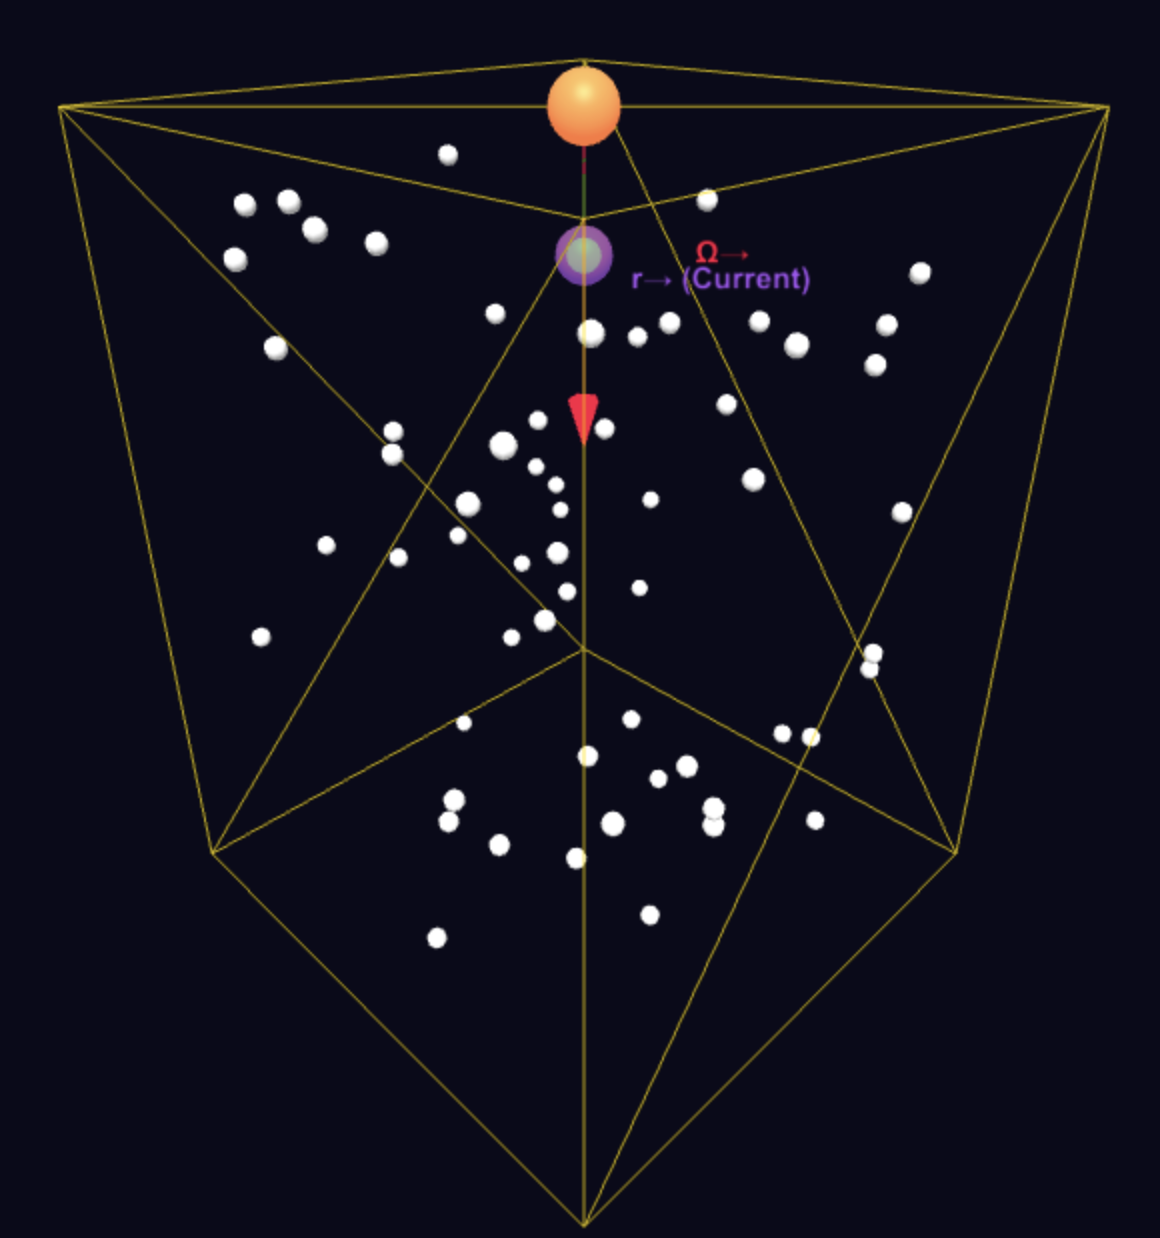 Ω→
r→ (Current)